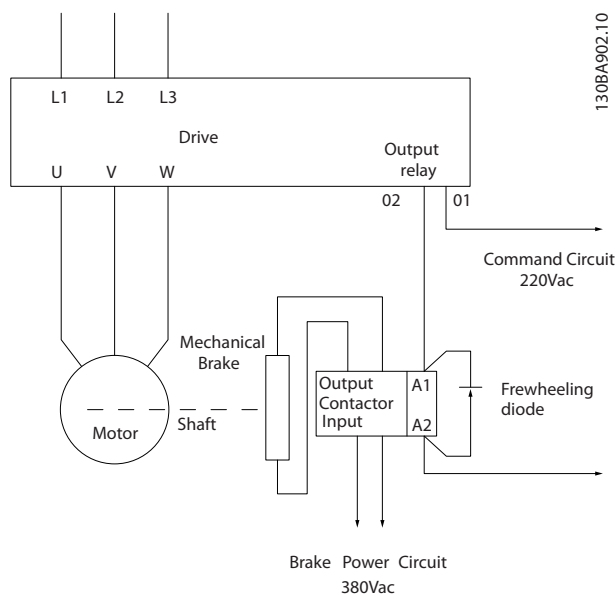 130BA902.10
L1 L2 L3
Drive
U V W
Output
relay
02 01
Command Circuit
220Vac
Mechanical
Brake
Output
Contactor
Input
A1
A2
Frewheeling
diode
Shaft
Motor
Brake Power Circuit
380Vac